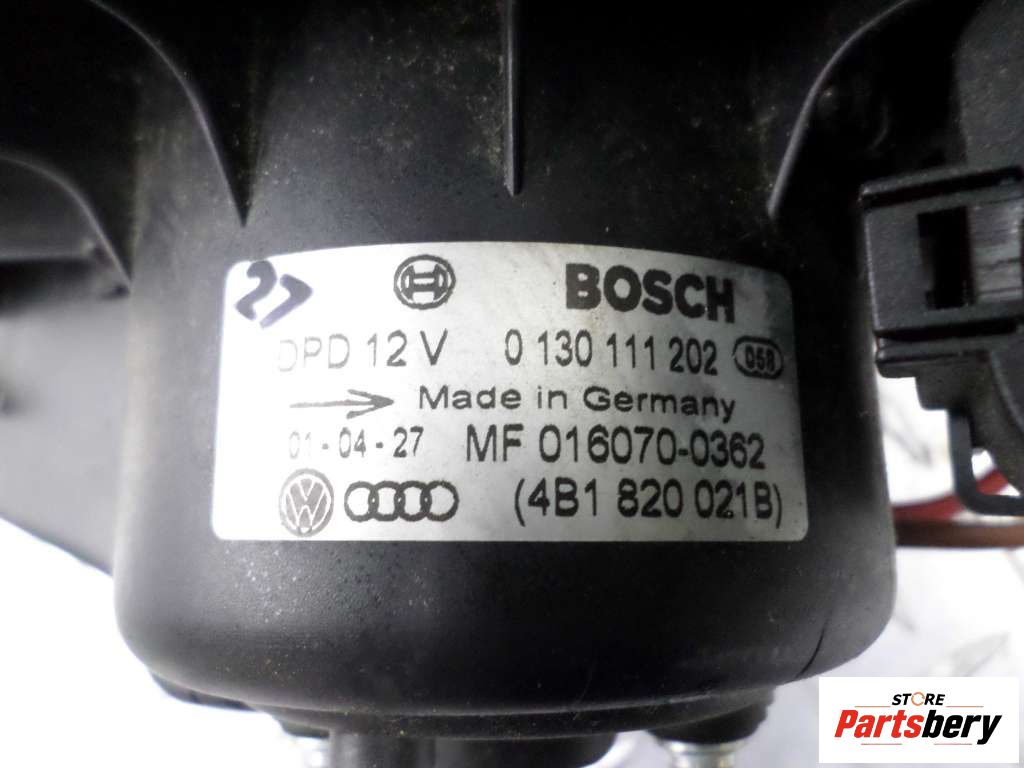 27
BOSCH
DPD 12 V 0 130 111 202 058
Made in Germany
01-04-27 MF 016070-0362
(4B1 820 021B)
STORE
Partsbery